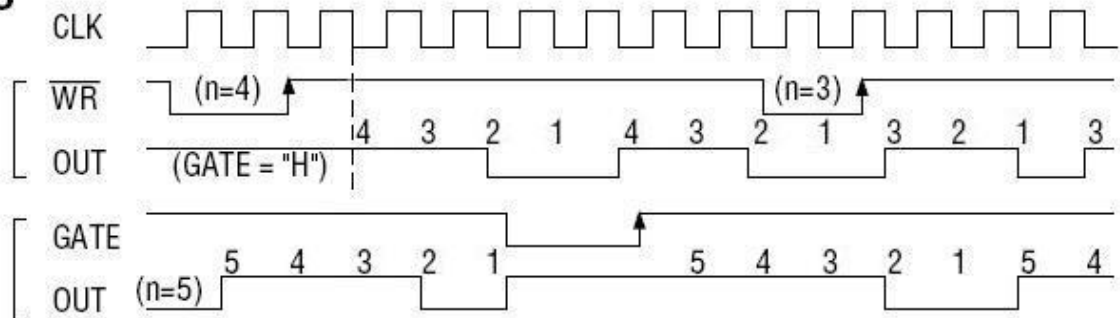 CLK
W̅R̅ (n=4) (n=3)
4 3 2 1 4 3 2 1 3 2 1 3
OUT (GATE = "H")
GATE
5 4 3 2 1 5 4 3 2 1 5 4
OUT (n=5)